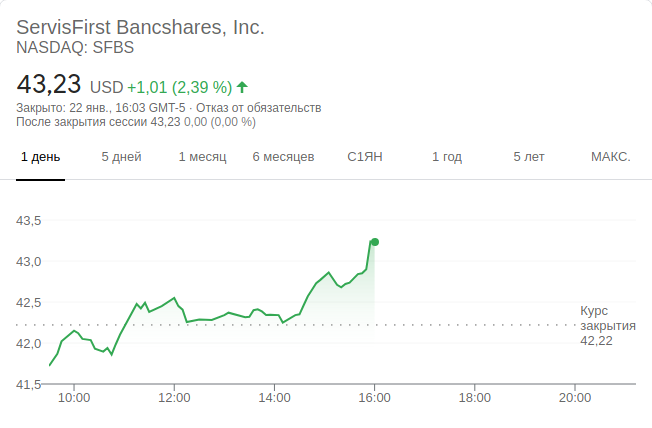 ServisFirst Bancshares, Inc.
NASDAQ: SFBS
43,23 USD +1,01 (2,39 %)
Закрыто: 22 янв., 16:03 GMT-5 · Отказ от обязательств
После закрытия сессии 43,23 0,00 (0,00 %)
1 день 5 дней 1 месяц 6 месяцев С1ЯН 1 год 5 лет МАКС.
43,5
43,0
42,5
Курс
закрытия
42,22
42,0
41,5
10:00 12:00 14:00 16:00 18:00 20:00